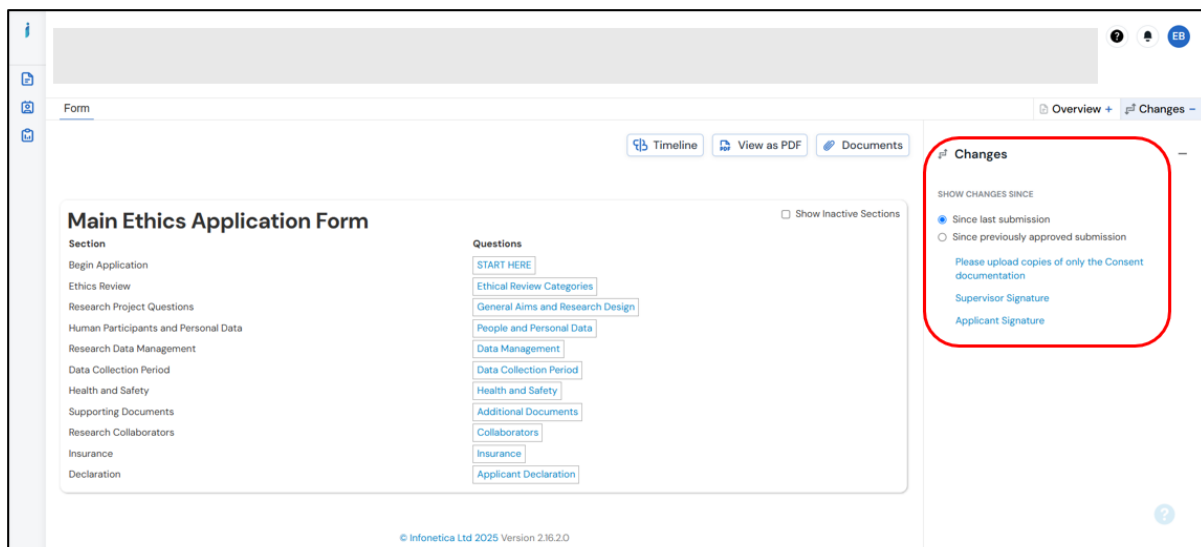 EB
Form
Overview +
Changes −
Timeline
View as PDF
Documents
Changes
SHOW CHANGES SINCE
Since last submission
Since previously approved submission
Please upload copies of only the Consent
documentation
Supervisor Signature
Applicant Signature
Main Ethics Application Form
Show Inactive Sections
Section Questions
Begin Application START HERE
Ethics Review Ethical Review Categories
Research Project Questions General Aims and Research Design
Human Participants and Personal Data People and Personal Data
Research Data Management Data Management
Data Collection Period Data Collection Period
Health and Safety Health and Safety
Supporting Documents Additional Documents
Research Collaborators Collaborators
Insurance Insurance
Declaration Applicant Declaration
© Infonetica Ltd 2025 Version 2.16.2.0